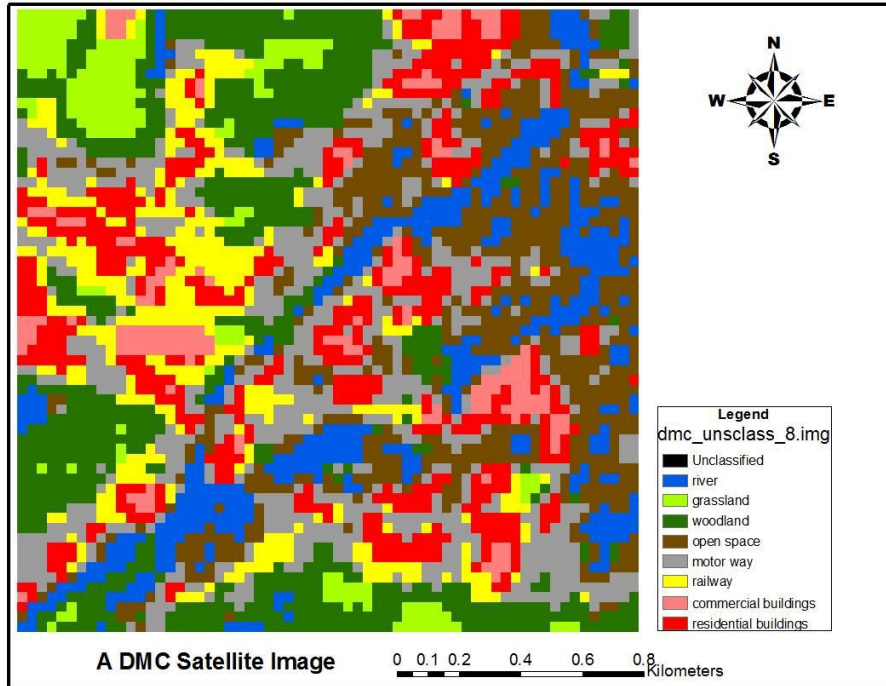 N
W E
S
Legend
dmc_unsclass_8.img
Unclassified
river
grassland
woodland
open space
motor way
railway
commercial buildings
residential buildings
A DMC Satellite Image
0 0.1 0.2 0.4 0.6 0.8
Kilometers